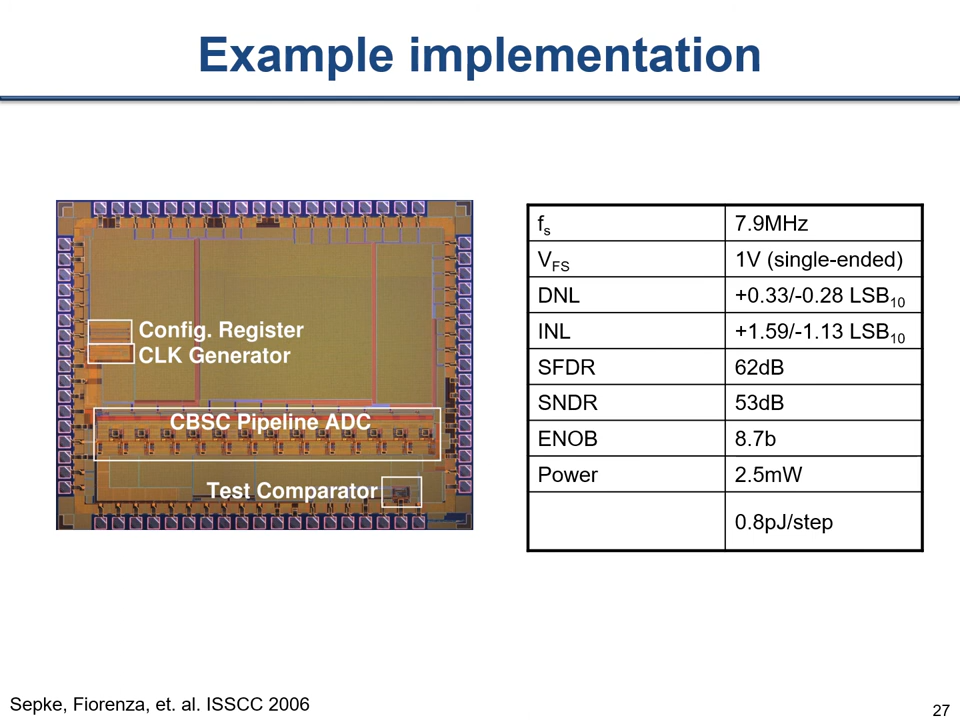 Example implementation
Config. Register
CLK Generator
CBSC Pipeline ADC
Test Comparator
fs 7.9MHz
VFS 1V (single-ended)
DNL +0.33/-0.28 LSB10
INL +1.59/-1.13 LSB10
SFDR 62dB
SNDR 53dB
ENOB 8.7b
Power 2.5mW
0.8pJ/step
Sepke, Fiorenza, et. al. ISSCC 2006
27